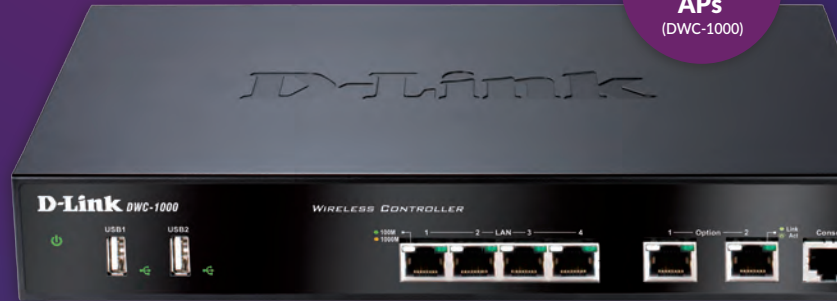 APs
(DWC-1000)
D-Link
D-Link DWC-1000
WIRELESS CONTROLLER
USB1
USB2
100M
1000M
1
2
LAN
3
4
1
Option
2
Link
Act
Conso